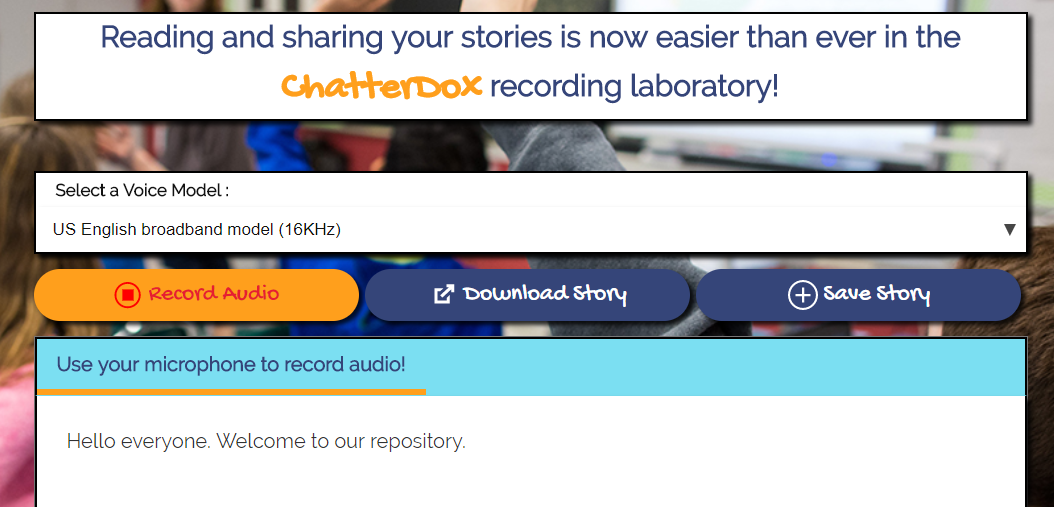 Reading and sharing your stories is now easier than ever in the
ChatterDox recording laboratory!
Select a Voice Model :
US English broadband model (16KHz)
Record Audio
Download Story
Save Story
Use your microphone to record audio!
Hello everyone. Welcome to our repository.